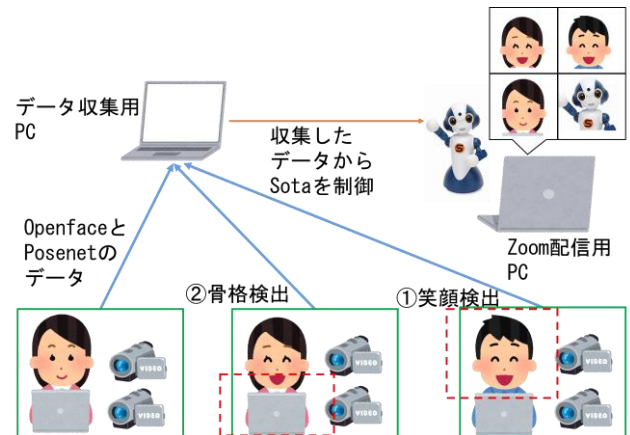 データ収集用
PC
収集した
データから
Sotaを制御
S
S
Zoom配信用
PC
Openfaceと
Posenetの
データ
②骨格検出
①笑顔検出
VIDEO
VIDEO
VIDEO
VIDEO
VIDEO
VIDEO